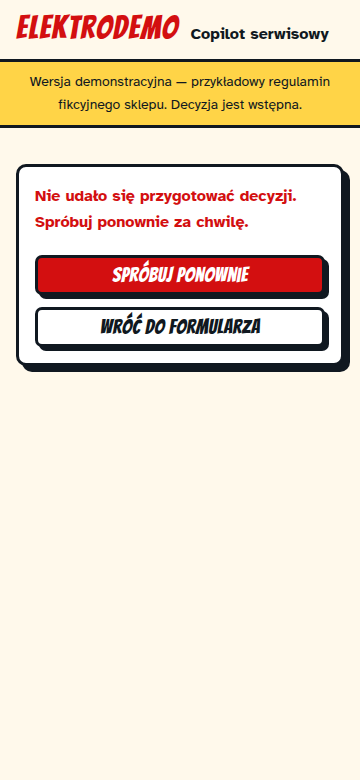 ELEKTRODEMO Copilot serwisowy
Wersja demonstracyjna — przykładowy regulamin
fikcyjnego sklepu. Decyzja jest wstępna.
Nie udało się przygotować decyzji.
Spróbuj ponownie za chwilę.
SPRÓBUJ PONOWNIE
WRÓĆ DO FORMULARZA